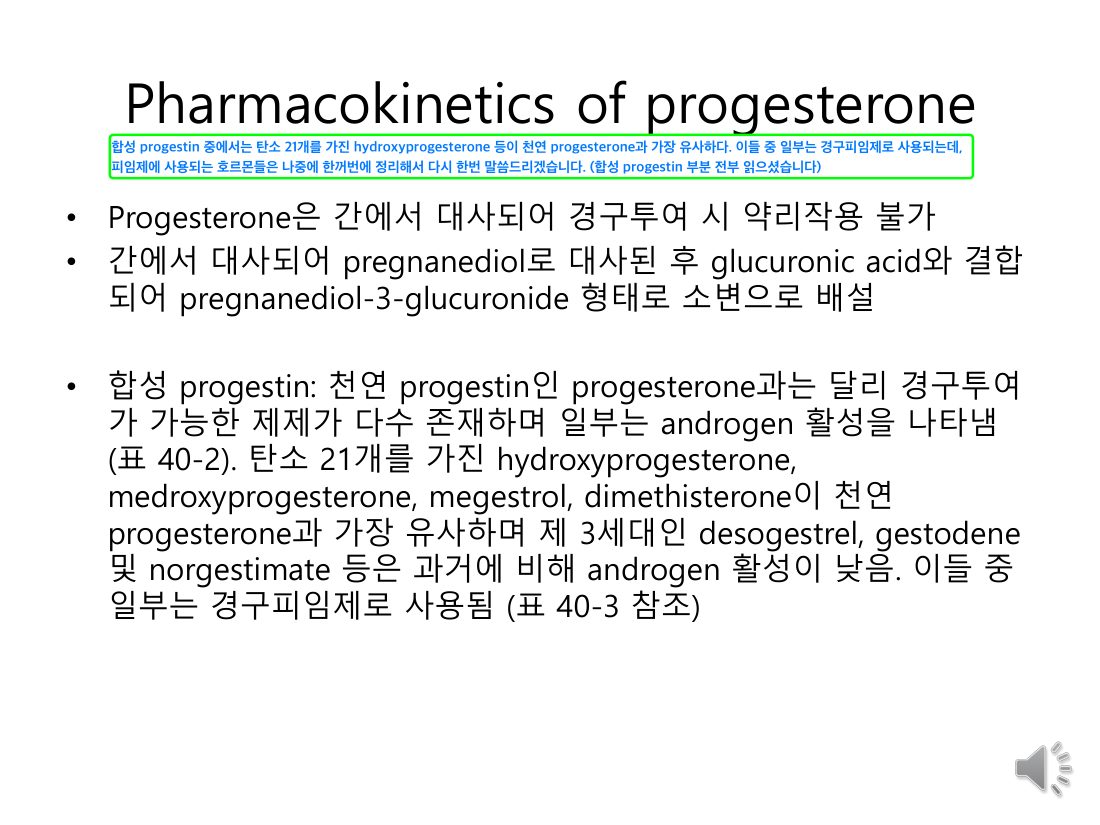 Pharmacokinetics of progesterone
합성 progestin 중에서는 탄소 21개를 가진 hydroxyprogesterone 등이 천연 progesterone과 가장 유사하다. 이들 중 일부는 경구피임제로 사용되는데,
피임제에 사용되는 호르몬들은 나중에 한꺼번에 정리해서 다시 한번 말씀드리겠습니다. (합성 progestin 부분 전부 읽으셨습니다)
• Progesterone은 간에서 대사되어 경구투여 시 약리작용 불가
• 간에서 대사되어 pregnanediol로 대사된 후 glucuronic acid와 결합
되어 pregnanediol-3-glucuronide 형태로 소변으로 배설
• 합성 progestin: 천연 progestin인 progesterone과는 달리 경구투여
가 가능한 제제가 다수 존재하며 일부는 androgen 활성을 나타냄
(표 40-2). 탄소 21개를 가진 hydroxyprogesterone,
medroxyprogesterone, megestrol, dimethisterone이 천연
progesterone과 가장 유사하며 제 3세대인 desogestrel, gestodene
및 norgestimate 등은 과거에 비해 androgen 활성이 낮음. 이들 중
일부는 경구피임제로 사용됨 (표 40-3 참조)